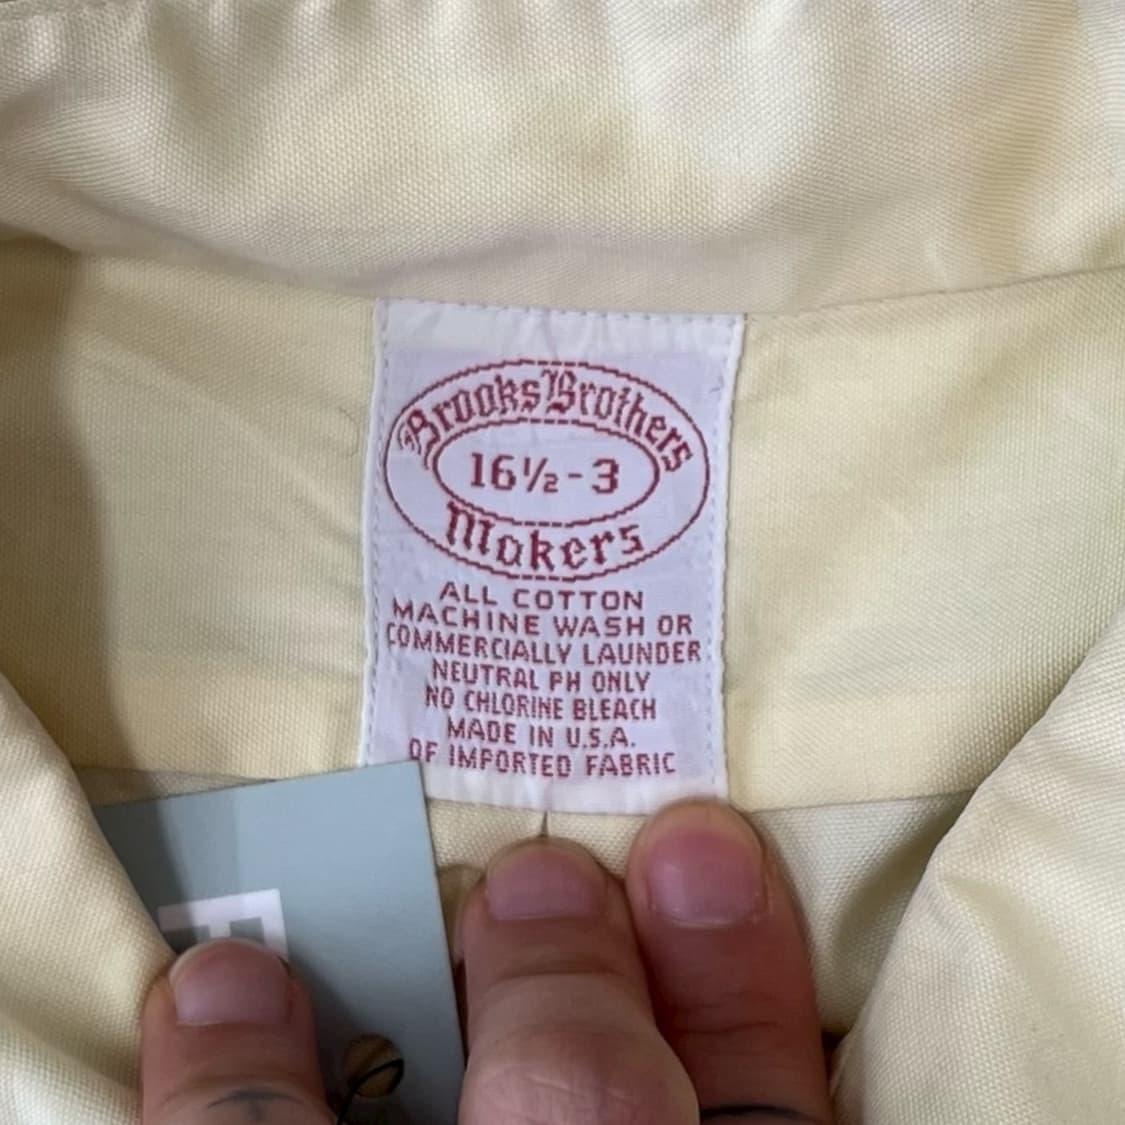 Brooks Brothers
16½-3
Makers
ALL COTTON
MACHINE WASH OR
COMMERCIALLY LAUNDER
NEUTRAL PH ONLY
NO CHLORINE BLEACH
MADE IN U.S.A.
OF IMPORTED FABRIC